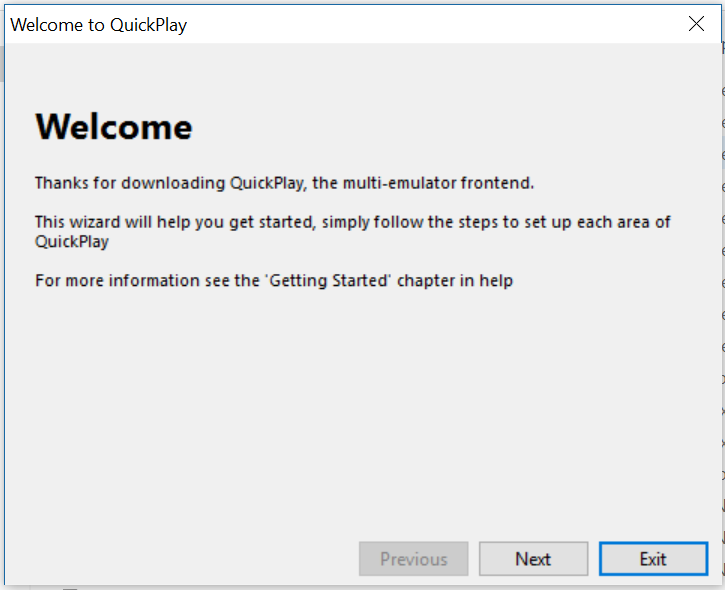 Welcome to QuickPlay
Welcome
Thanks for downloading QuickPlay, the multi-emulator frontend.
This wizard will help you get started, simply follow the steps to set up each area of
QuickPlay
For more information see the 'Getting Started' chapter in help
Previous
Next
Exit